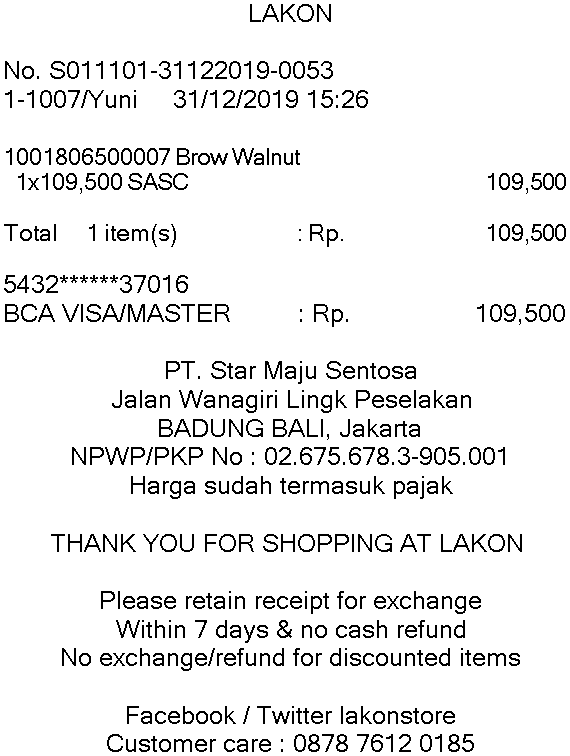 LAKON
No. S011101-31122019-0053
1-1007/Yuni 31/12/2019 15:26
1001806500007 Brow Walnut
1x109,500 SASC 109,500
Total 1 item(s) : Rp. 109,500
5432******37016
BCA VISA/MASTER : Rp. 109,500
PT. Star Maju Sentosa
Jalan Wanagiri Lingk Peselakan
BADUNG BALI, Jakarta
NPWP/PKP No : 02.675.678.3-905.001
Harga sudah termasuk pajak
THANK YOU FOR SHOPPING AT LAKON
Please retain receipt for exchange
Within 7 days & no cash refund
No exchange/refund for discounted items
Facebook / Twitter lakonstore
Customer care : 0878 7612 0185